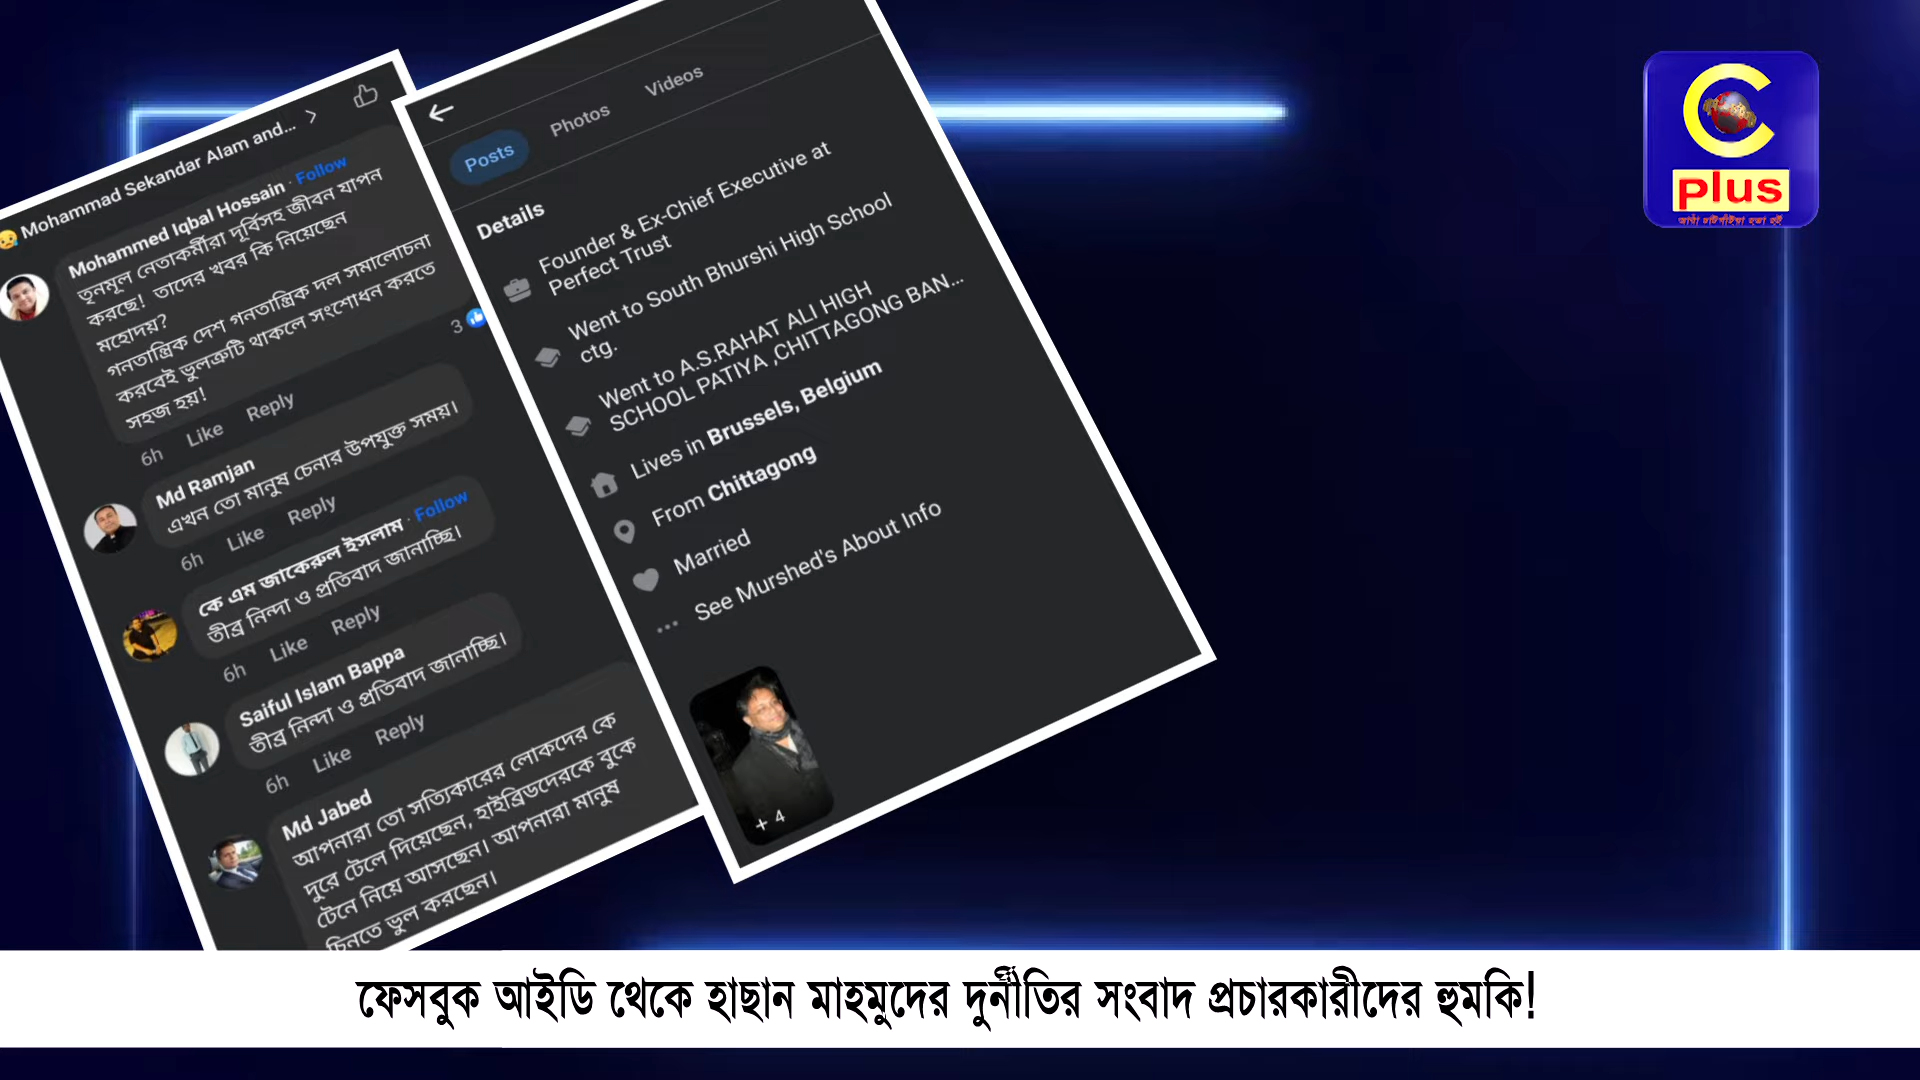 Mohammad Sekandar Alam and...
Mohammed Iqbal Hossain · Follow
তৃনমূল নেতাকর্মীরা দূর্বিসহ জীবন যাপন
করছে! তাদের খবর কি নিয়েছেন
মহোদয়?
গনতান্ত্রিক দেশ গনতান্ত্রিক দল সমালোচনা
করবেই ভুলত্রুটি থাকলে সংশোধন করতে
সহজ হয়!
3
6h Like Reply
Md Ramjan
এখন তো মানুষ চেনার উপযুক্ত সময়।
6h Like Reply
কে এম জাকেরুল ইসলাম · Follow
তীব্র নিন্দা ও প্রতিবাদ জানাচ্ছি।
6h Like Reply
Saiful Islam Bappa
তীব্র নিন্দা ও প্রতিবাদ জানাচ্ছি।
6h Like Reply
Md Jabed
আপনারা তো সত্যিকারের লোকদের কে
দুরে টেলে দিয়েছেন, হাইব্রিডদেরকে বুকে
টেনে নিয়ে আসছেন। আপনারা মানুষ
চিনতে ভুল করছেন।
Posts Photos Videos
Details
Founder & Ex-Chief Executive at
Perfect Trust
Went to South Bhurshi High School
ctg.
Went to A.S.RAHAT ALI HIGH
SCHOOL PATIYA ,CHITTAGONG BAN...
Lives in Brussels, Belgium
From Chittagong
Married
See Murshed's About Info
+ 4
C
plus
ফেসবুক আইডি থেকে হাছান মাহমুদের দুর্নীতির সংবাদ প্রচারকারীদের হুমকি!